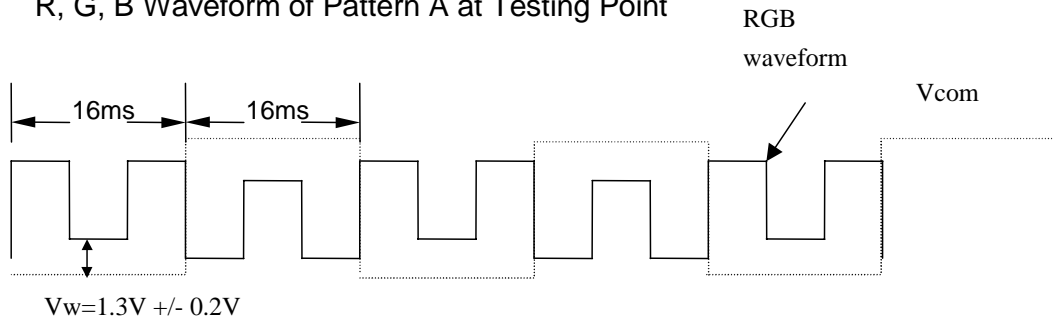 R, G, B Waveform of Pattern A at Testing Point
RGB
waveform
Vcom
16ms
16ms
Vw=1.3V +/- 0.2V